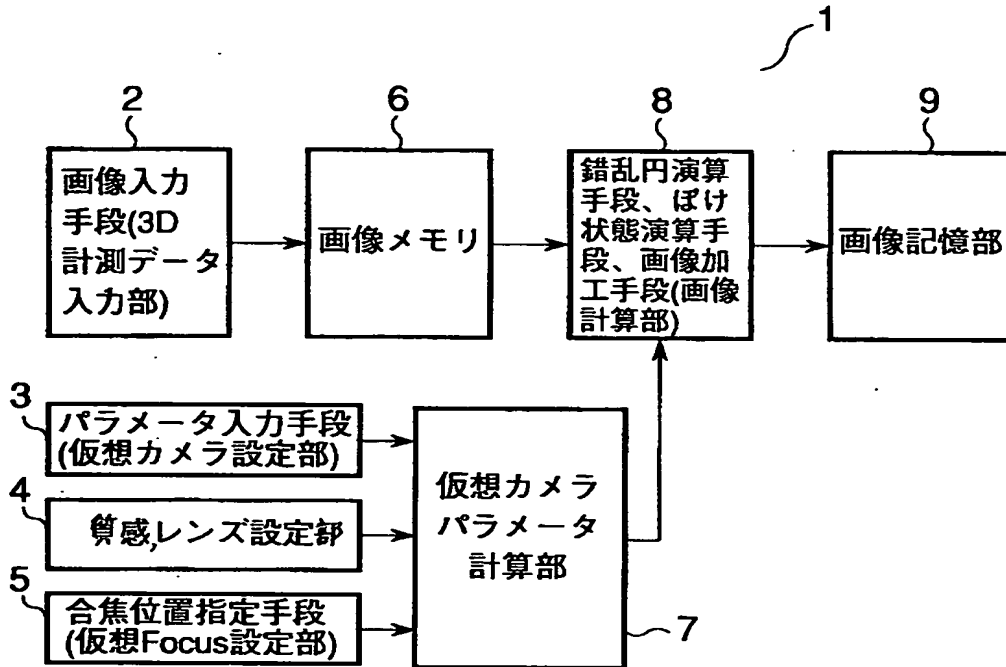 1
2
6
8
9
画像入力
手段(3D
計測データ
入力部)
画像メモリ
錯乱円演算
手段、ぼけ
状態演算手
段、画像加
工手段(画像
計算部)
画像記憶部
3
パラメータ入力手段
(仮想カメラ設定部)
4
質感,レンズ設定部
5
合焦位置指定手段
(仮想Focus設定部)
仮想カメラ
パラメータ
計算部
7